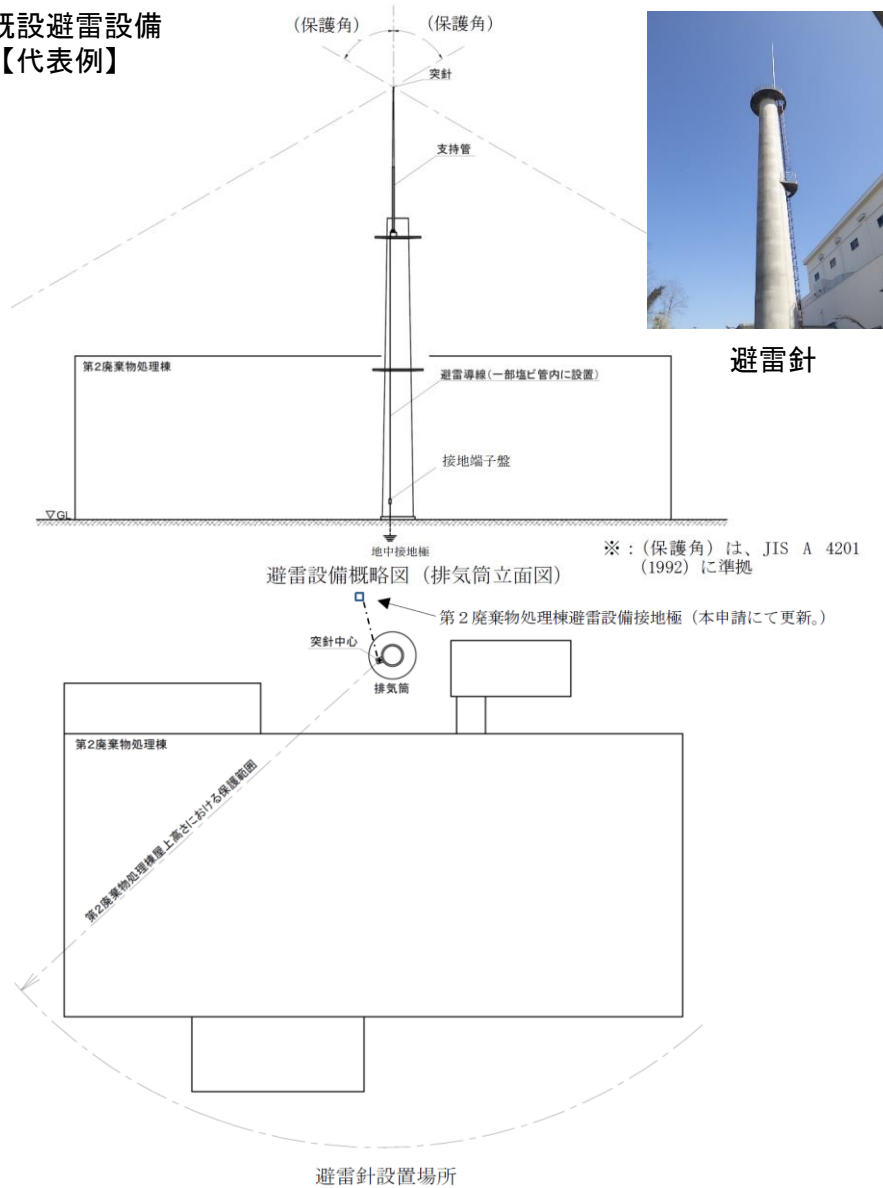 既設避雷設備
【代表例】
(保護角)
(保護角)
突針
支持管
避雷針
第2廃棄物処理棟
避雷導線(一部塩ビ管内に設置)
接地端子盤
▽GL
地中接地極
※：(保護角) は、JIS A 4201
(1992) に準拠
避雷設備概略図 (排気筒立面図)
第２廃棄物処理棟避雷設備接地極 (本申請にて更新。)
突針中心
排気筒
第2廃棄物処理棟
第2廃棄物処理棟屋上高さにおける保護範囲
避雷針設置場所